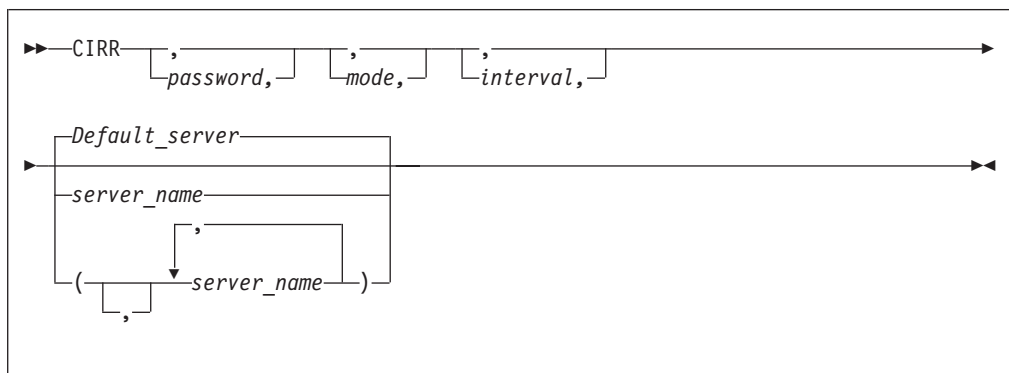 CIRR , , ,
password, mode, interval,
Default_server
server_name
,
( server_name )
,